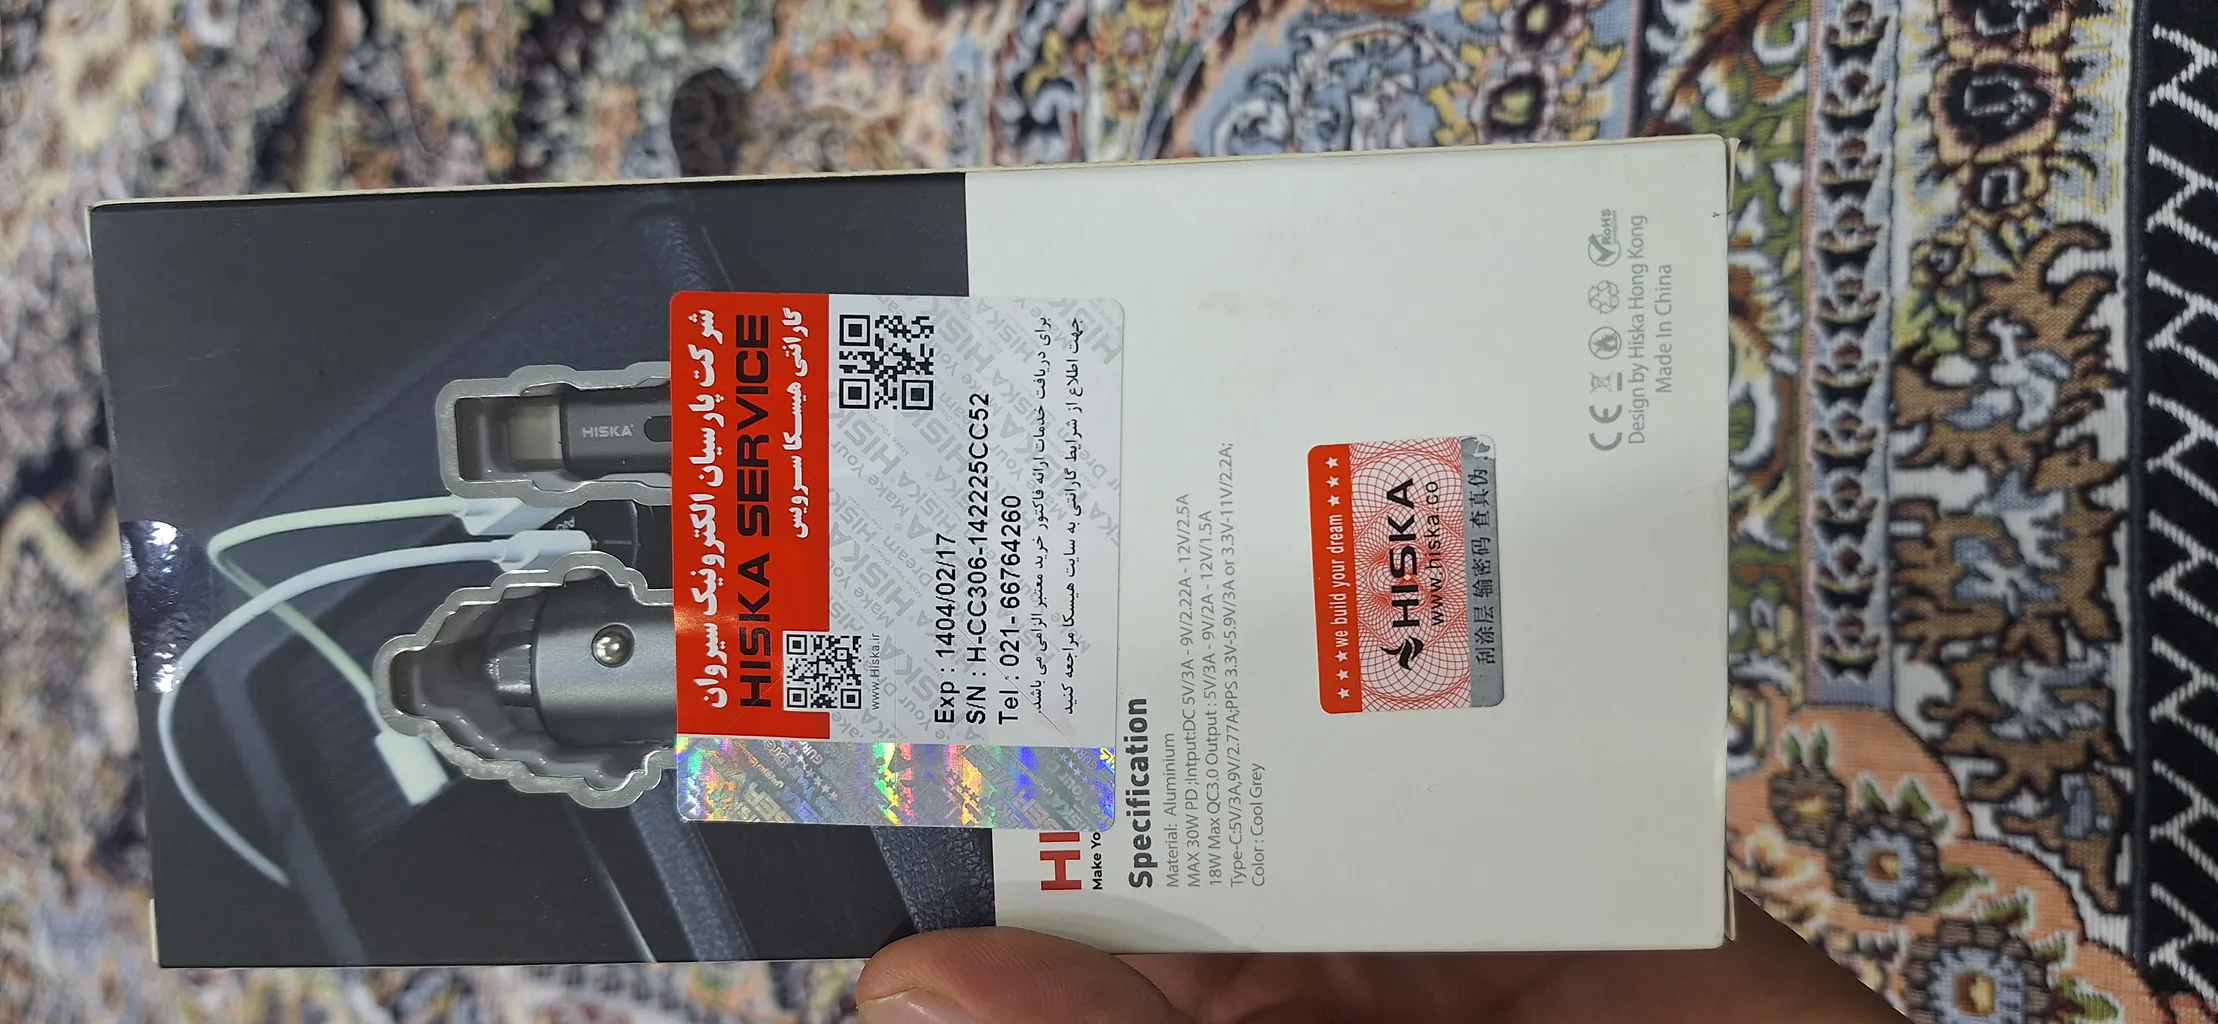 HISKA
شرکت پارسیان الکترونیک سیروان
HISKA SERVICE
گارانتی هیسکا سرویس
www.Hiska.ir
Exp : 1404/02/17
S/N : H-CC306-142225CC52
Tel : 021-66764260
برای دریافت خدمات ارائه فاکتور خرید معتبر الزامی می باشد.
جهت اطلاع از شرایط گارانتی به سایت هیسکا مراجعه کنید
HI
Make Yo
Specification
Material: Aluminium
MAX 30W PD ;Intput:DC 5V/3A - 9V/2.22A - 12V/2.5A
18W Max QC3.0 Output : 5V/3A - 9V/2A - 12V/1.5A
Type-C:5V/3A,9V/2.77A,PPS 3.3V-5.9V/3A or 3.3V-11V/2.2A;
Color : Cool Grey
★★★we build your dream ★★★
HISKA
www.hiska.co
刮涂层 输密码 查真伪
CE RoHS
Design by Hiska Hong Kong
Made In China